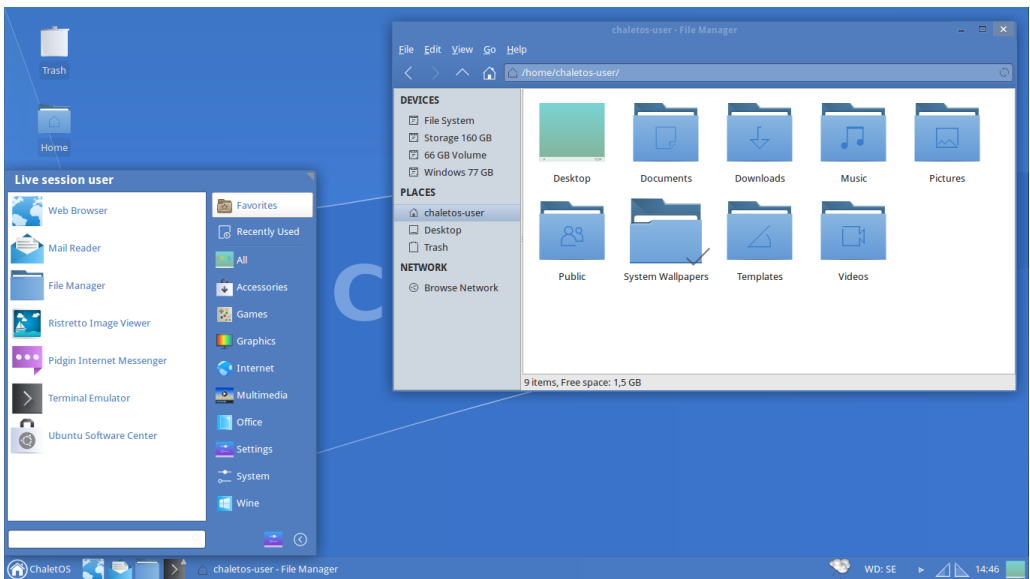 Trash
Home
chaletos-user - File Manager
File Edit View Go Help
/home/chaletos-user/
DEVICES
File System
Storage 160 GB
66 GB Volume
Windows 77 GB
PLACES
chaletos-user
Desktop
Trash
NETWORK
Browse Network
Desktop
Documents
Downloads
Music
Pictures
Public
System Wallpapers
Templates
Videos
9 items, Free space: 1,5 GB
C
Live session user
Web Browser
Mail Reader
File Manager
Ristretto Image Viewer
Pidgin Internet Messenger
Terminal Emulator
Ubuntu Software Center
Favorites
Recently Used
All
Accessories
Games
Graphics
Internet
Multimedia
Office
Settings
System
Wine
ChaletOS
chaletos-user - File Manager
WD: SE
14:46